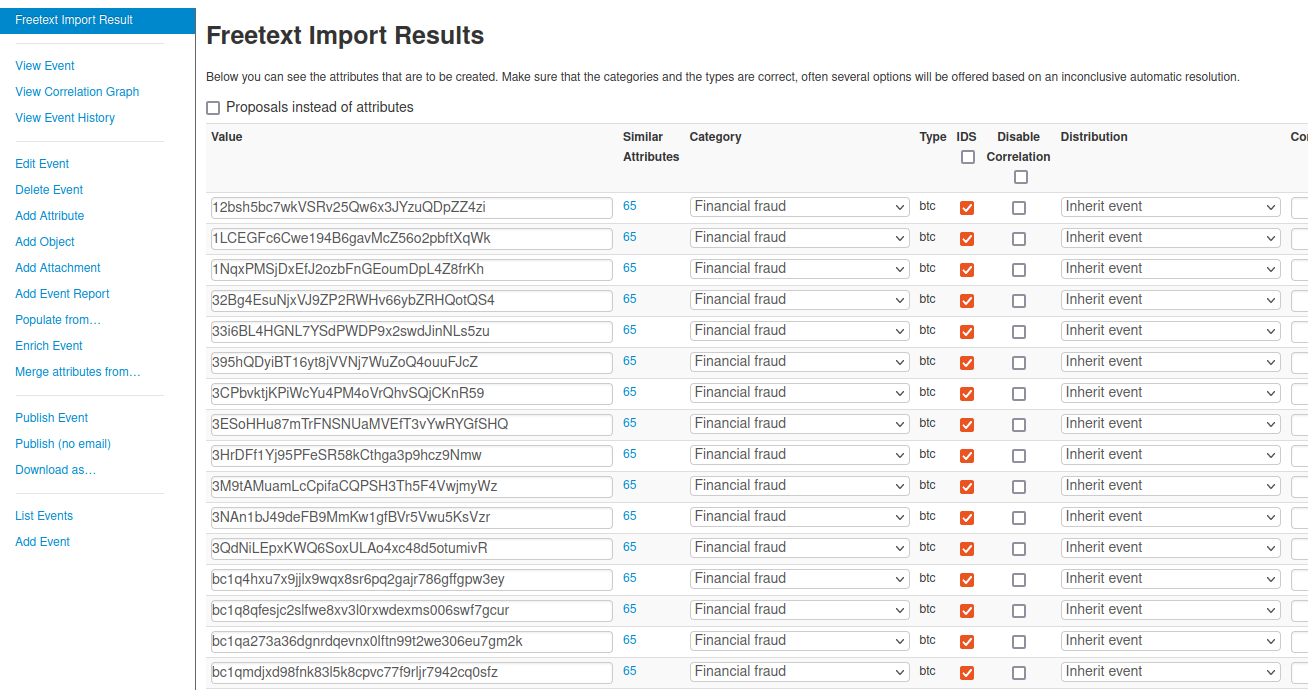 Freetext Import Result
View Event
View Correlation Graph
View Event History
Edit Event
Delete Event
Add Attribute
Add Object
Add Attachment
Add Event Report
Populate from…
Enrich Event
Merge attributes from…
Publish Event
Publish (no email)
Download as…
List Events
Add Event
Freetext Import Results
Below you can see the attributes that are to be created. Make sure that the categories and the types are correct, often several options will be offered based on an inconclusive automatic resolution.
Proposals instead of attributes
Value Similar Attributes Category Type IDS Disable Correlation Distribution Co
12bsh5bc7wkVSRv25Qw6x3JYzuQDpZZ4zi 65 Financial fraud btc Inherit event
1LCEGFc6Cwe194B6gavMcZ56o2pbftXqWk 65 Financial fraud btc Inherit event
1NqxPMSjDxEfJ2ozbFnGEoumDpL4Z8frKh 65 Financial fraud btc Inherit event
32Bg4EsuNjxVJ9ZP2RWHv66ybZRHQotQS4 65 Financial fraud btc Inherit event
33i6BL4HGNL7YSdPWDP9x2swdJinNLs5zu 65 Financial fraud btc Inherit event
395hQDyiBT16yt8jVVNj7WuZoQ4ouuFJcZ 65 Financial fraud btc Inherit event
3CPbvktjKPiWcYu4PM4oVrQhvSQjCKnR59 65 Financial fraud btc Inherit event
3ESoHHu87mTrFNSNUaMVEfT3vYwRYGfSHQ 65 Financial fraud btc Inherit event
3HrDFf1Yj95PFeSR58kCthga3p9hcz9Nmw 65 Financial fraud btc Inherit event
3M9tAMuamLcCpifaCQPSH3Th5F4VwjmyWz 65 Financial fraud btc Inherit event
3NAn1bJ49deFB9MmKw1gfBVr5Vwu5KsVzr 65 Financial fraud btc Inherit event
3QdNiLEpxKWQ6SoxULAo4xc48d5otumivR 65 Financial fraud btc Inherit event
bc1q4hxu7x9jjlx9wqx8sr6pq2gajr786gffgpw3ey 65 Financial fraud btc Inherit event
bc1q8qfesjc2slfwe8xv3l0rxwdexms006swf7gcur 65 Financial fraud btc Inherit event
bc1qa273a36dgnrdqevnx0lftn99t2we306eu7gm2k 65 Financial fraud btc Inherit event
bc1qmdjxd98fnk83l5k8cpvc77f9rljr7942cq0sfz 65 Financial fraud btc Inherit event